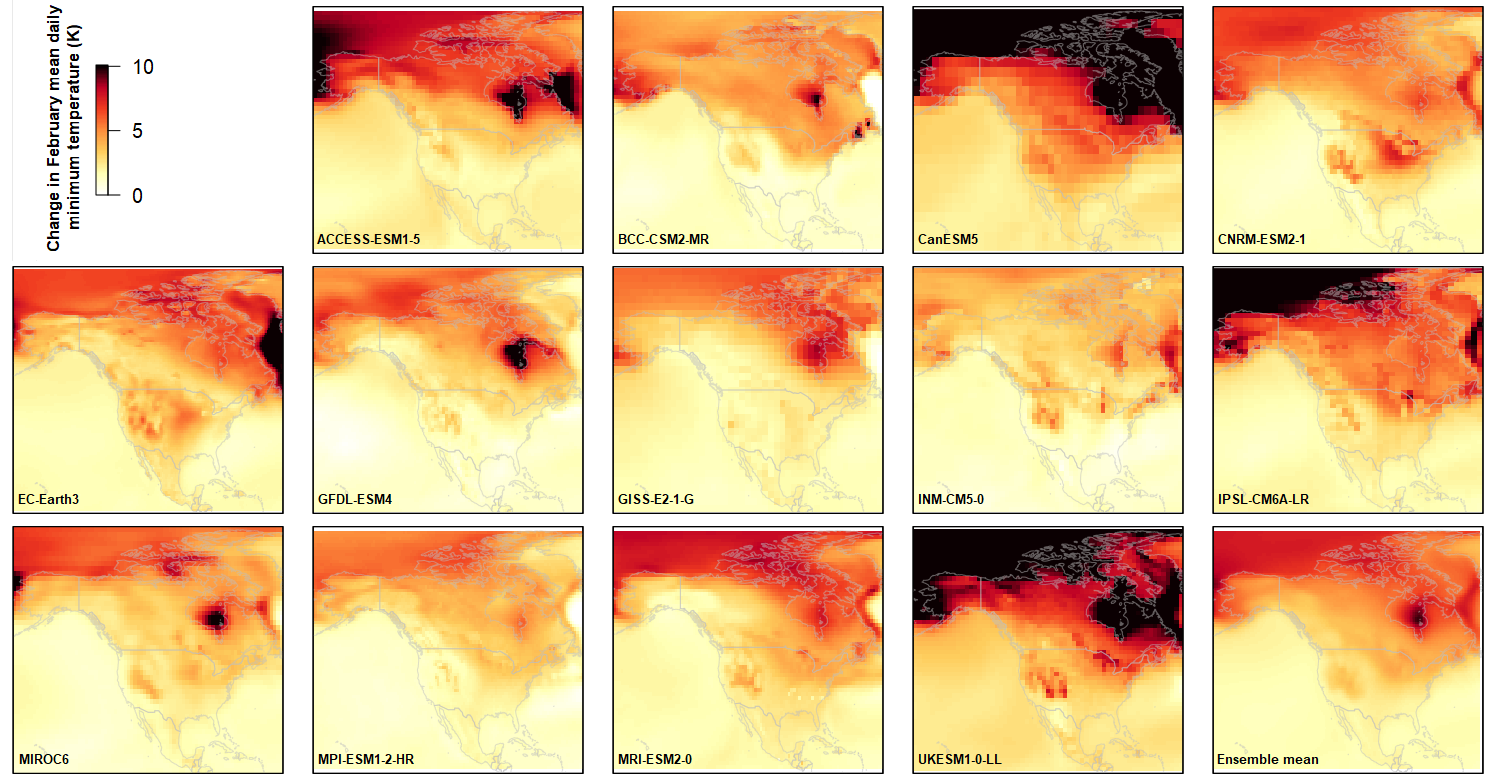 Change in February mean daily
minimum temperature (K)
10
5
0
ACCESS-ESM1-5
BCC-CSM2-MR
CanESM5
CNRM-ESM2-1
EC-Earth3
GFDL-ESM4
GISS-E2-1-G
INM-CM5-0
IPSL-CM6A-LR
MIROC6
MPI-ESM1-2-HR
MRI-ESM2-0
UKESM1-0-LL
Ensemble mean